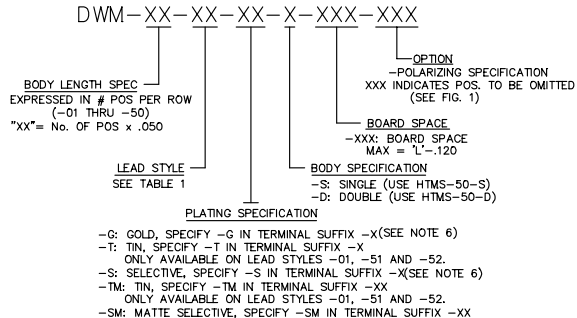 DWM-XX-XX-XX-X-XXX-XXX
OPTION
-POLARIZING SPECIFICATION
XXX INDICATES POS. TO BE OMITTED
(SEE FIG. 1)
BODY LENGTH SPEC
EXPRESSED IN # POS PER ROW
(-01 THRU -50)
"XX"= No. OF POS x .050
BOARD SPACE
-XXX: BOARD SPACE
MAX = 'L'-.120
LEAD STYLE
SEE TABLE 1
BODY SPECIFICATION
-S: SINGLE (USE HTMS-50-S)
-D: DOUBLE (USE HTMS-50-D)
PLATING SPECIFICATION
-G: GOLD, SPECIFY -G IN TERMINAL SUFFIX -X(SEE NOTE 6)
-T: TIN, SPECIFY -T IN TERMINAL SUFFIX -X
ONLY AVAILABLE ON LEAD STYLES -01, -51 AND -52.
-S: SELECTIVE, SPECIFY -S IN TERMINAL SUFFIX -X(SEE NOTE 6)
-TM: TIN, SPECIFY -TM IN TERMINAL SUFFIX -XX
ONLY AVAILABLE ON LEAD STYLES -01, -51 AND -52.
-SM: MATTE SELECTIVE, SPECIFY -SM IN TERMINAL SUFFIX -XX